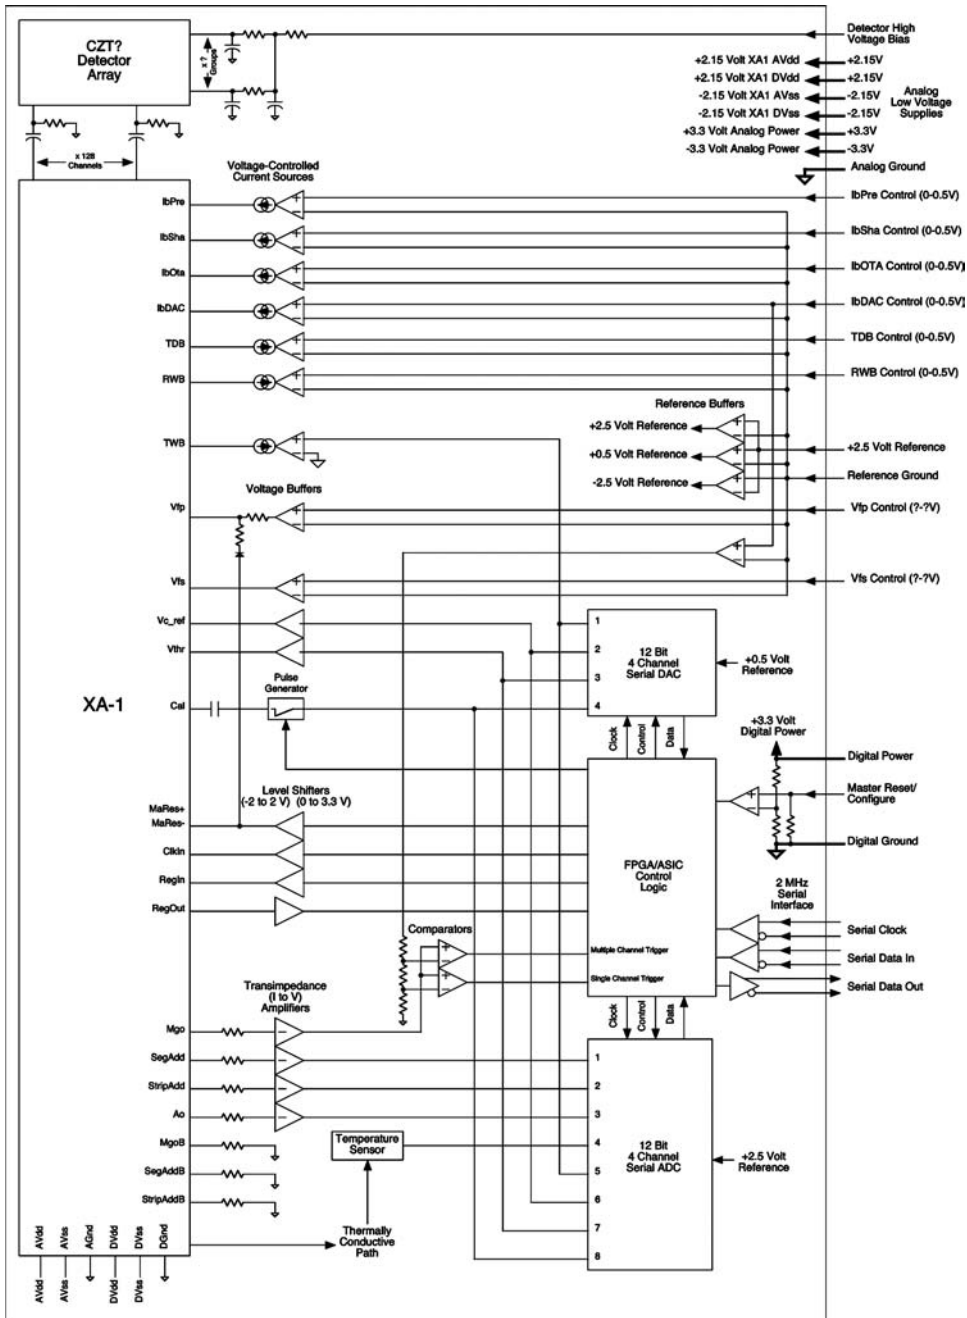 CZT?
Detector
Array
x ?
Groups
Detector High
Voltage Bias
+2.15 Volt XA1 AVdd
+2.15V
+2.15 Volt XA1 DVdd
+2.15V
-2.15 Volt XA1 AVss
-2.15V
-2.15 Volt XA1 DVss
-2.15V
+3.3 Volt Analog Power
+3.3V
-3.3 Volt Analog Power
-3.3V
Analog
Low Voltage
Supplies
Analog Ground
x 128
Channels
Voltage-Controlled
Current Sources
IbPre
IbPre Control (0-0.5V)
IbSha
IbSha Control (0-0.5V)
IbOta
IbOTA Control (0-0.5V)
IbDAC
IbDAC Control (0-0.5V)
TDB
TDB Control (0-0.5V)
RWB
RWB Control (0-0.5V)
Reference Buffers
+2.5 Volt Reference
+0.5 Volt Reference
-2.5 Volt Reference
+2.5 Volt Reference
Reference Ground
TWB
Voltage Buffers
Vfp
Vfp Control (?-?V)
Vfs
Vfs Control (?-?V)
Vc_ref
Vthr
1
2
3
4
12 Bit
4 Channel
Serial DAC
+0.5 Volt
Reference
XA-1
Cal
Pulse
Generator
Clock
Control
Data
+3.3 Volt
Digital Power
Digital Power
Master Reset/
Configure
Digital Ground
Level Shifters
(-2 to 2 V) (0 to 3.3 V)
MaRes+
MaRes-
ClkIn
RegIn
RegOut
FPGA/ASIC
Control
Logic
2 MHz
Serial
Interface
Serial Clock
Serial Data In
Serial Data Out
Comparators
Multiple Channel Trigger
Single Channel Trigger
Transimpedance
(I to V)
Amplifiers
Clock
Control
Data
Mgo
SegAdd
StripAdd
Ao
MgoB
SegAddB
StripAddB
Temperature
Sensor
Thermally
Conductive
Path
1
2
3
4
5
6
7
8
12 Bit
4 Channel
Serial ADC
+2.5 Volt
Reference
AVdd
AVss
AGnd
DVdd
DVss
DGnd
AVdd
AVss
DVdd
DVss